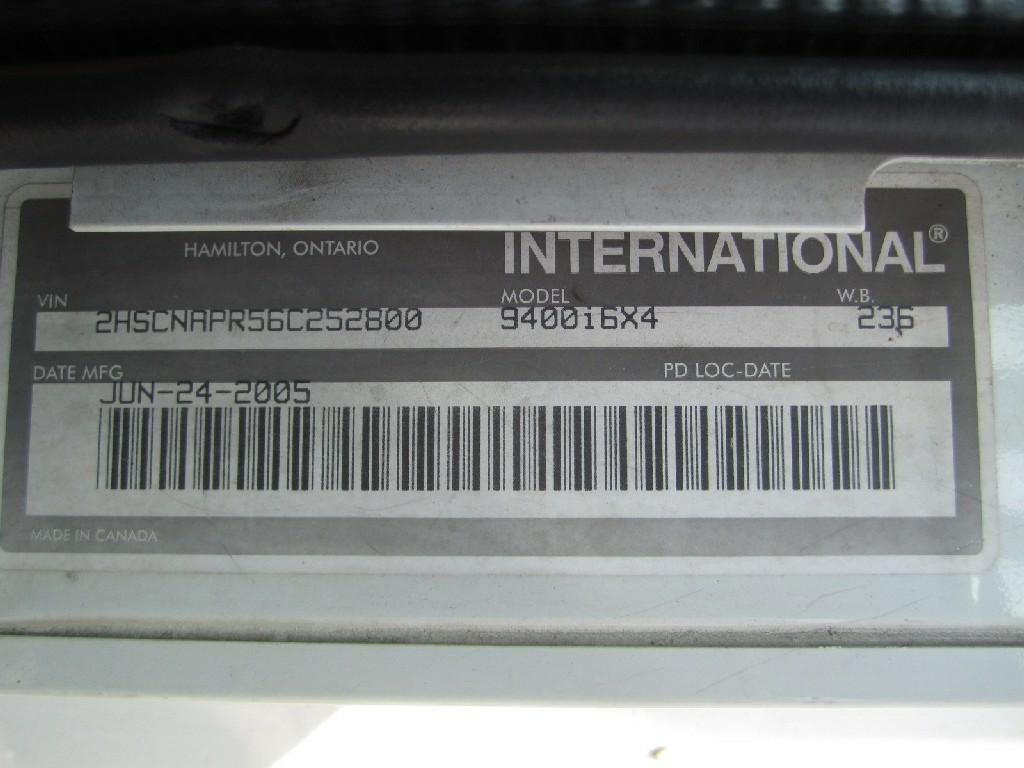 HAMILTON, ONTARIO
INTERNATIONAL®
VIN MODEL W.B.
2HSCNAPR56C252800 9400i6X4 236
DATE MFG PD LOC-DATE
JUN-24-2005
MADE IN CANADA